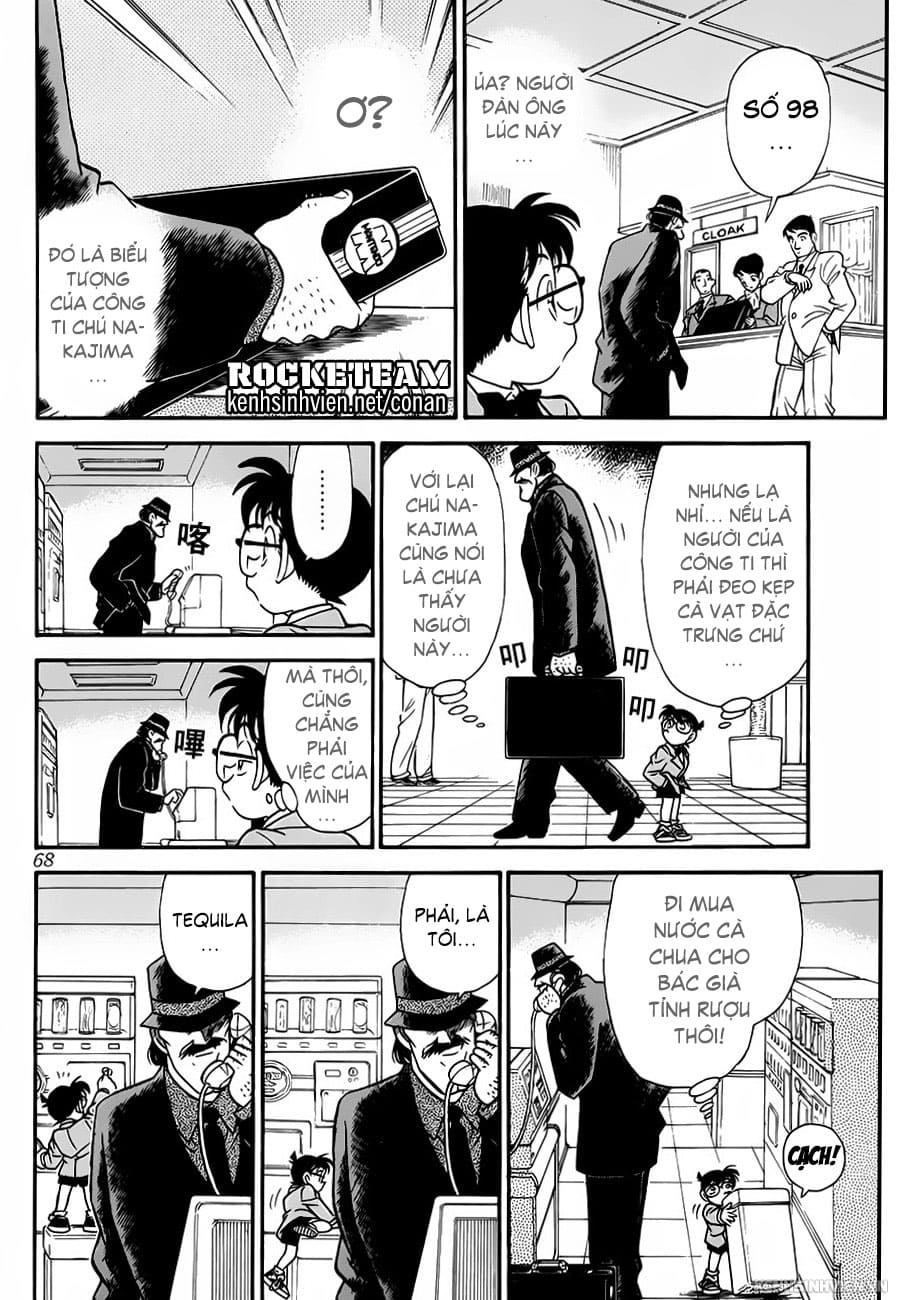 SỐ 98
...
CLOAK
ỦA? NGƯỜI
ĐÀN ÔNG
LÚC NÀY
...
Ơ?
ĐÓ LÀ BIỂU
TƯỢNG
CỦA CÔNG
TI CHÚ NA-
KAJIMA
...
ROCKETEAM
kenhsinhvien.net/conan
NHƯNG LẠ
NHỈ... NẾU LÀ
NGƯỜI CỦA
CÔNG TI THÌ
PHẢI ĐEO KẸP
CÀ VẠT ĐẶC
TRƯNG CHỨ
...
VỚI LẠI
CHÚ NA-
KAJIMA
CŨNG NÓI
LÀ CHƯA
THẤY
NGƯỜI
NÀY...
叩
叩
叩
........
喀
MÀ THÔI,
CŨNG
CHẲNG
PHẢI
VIỆC CỦA
MÌNH
...
嗶
68
ĐI MUA
NƯỚC CÀ
CHUA CHO
BÁC GIÀ
TỈNH RƯỢU
THÔI!
CẠCH!
PHẢI, LÀ
TÔI...
TEQUILA
...